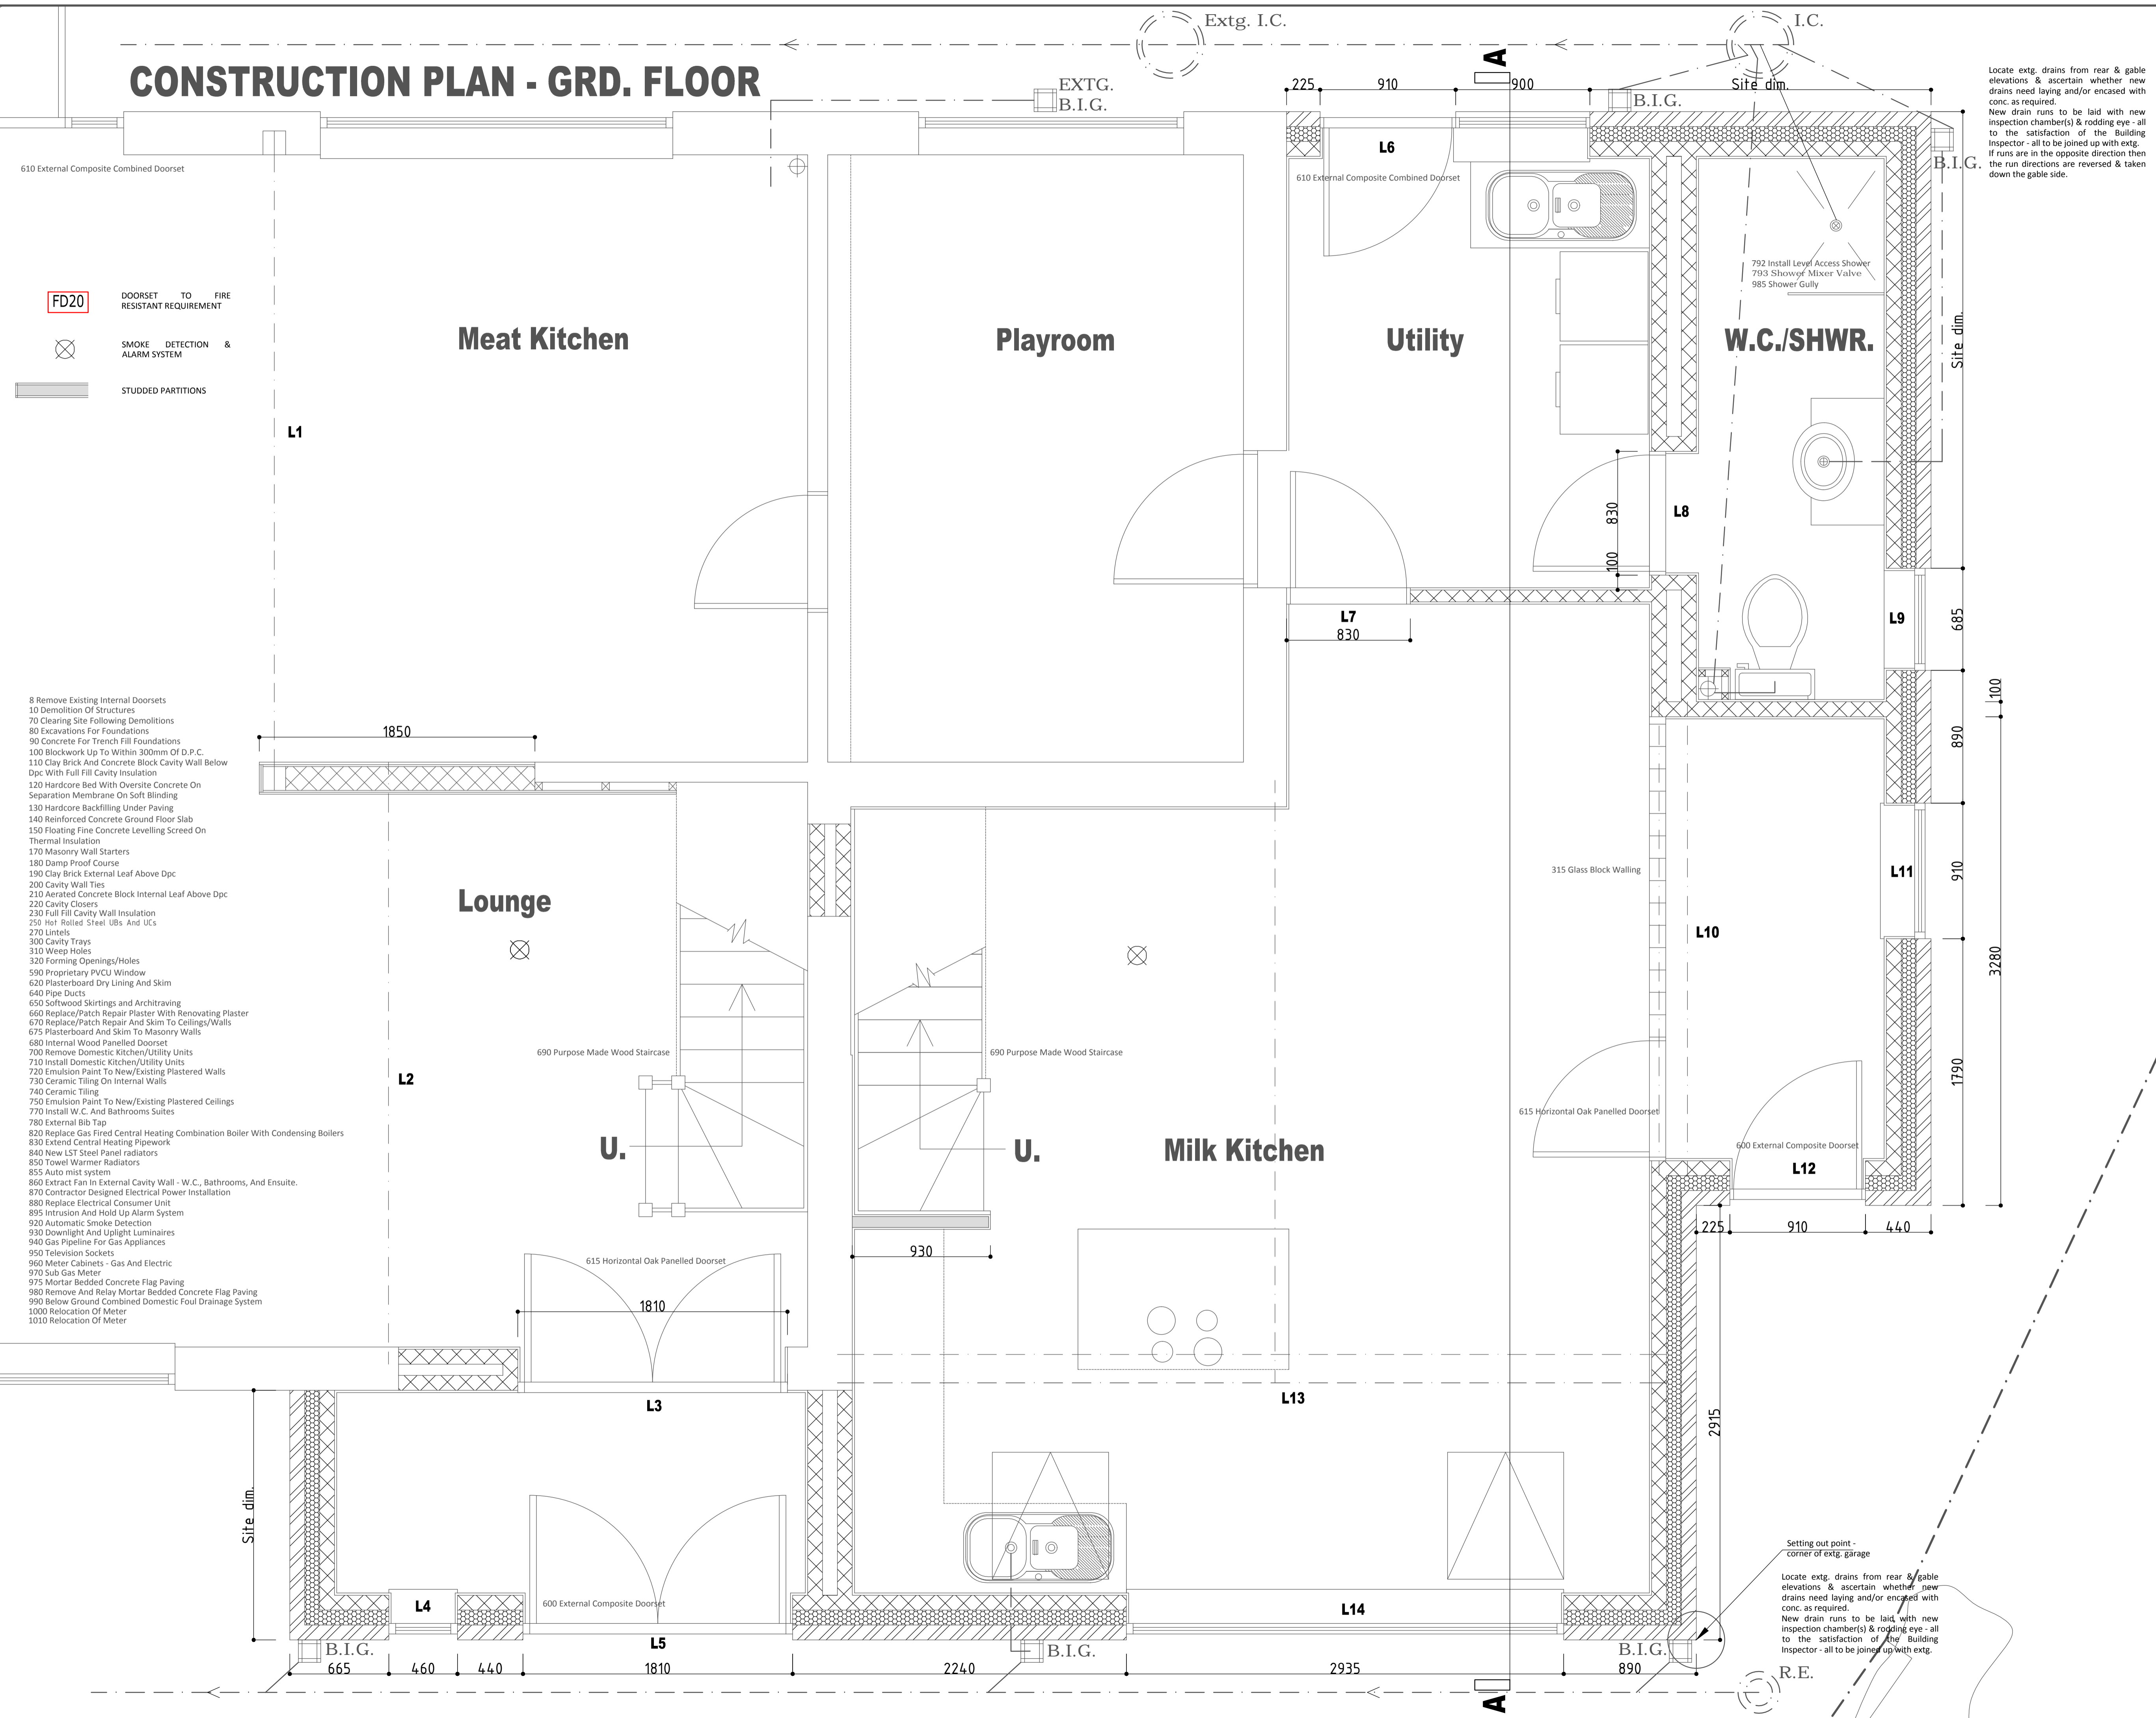 Extg. I.C.
I.C.
CONSTRUCTION PLAN - GRD. FLOOR
EXTG.
B.I.G.
225
910
900
Site dim.
A
B.I.G.
B.I.G.
Locate extg. drains from rear & gable
elevations & ascertain whether new
drains need laying and/or encased with
conc. as required.
New drain runs to be laid with new
inspection chamber(s) & rodding eye - all
to the satisfaction of the Building
Inspector - all to be joined up with extg.
If runs are in the opposite direction then
the run directions are reversed & taken
down the gable side.
610 External Composite Combined Doorset
L6
610 External Composite Combined Doorset
792 Install Level Access Shower
793 Shower Mixer Valve
985 Shower Gully
FD20
DOORSET TO FIRE
RESISTANT REQUIREMENT
SMOKE DETECTION &
ALARM SYSTEM
STUDDED PARTITIONS
Meat Kitchen
Playroom
Utility
W.C./SHWR.
Site dim.
L1
830
100
L8
L7
830
L9
685
100
890
910
3280
1790
8 Remove Existing Internal Doorsets
10 Demolition Of Structures
70 Clearing Site Following Demolitions
80 Excavations For Foundations
90 Concrete For Trench Fill Foundations
100 Blockwork Up To Within 300mm Of D.P.C.
110 Clay Brick And Concrete Block Cavity Wall Below
Dpc With Full Fill Cavity Insulation
120 Hardcore Bed With Oversite Concrete On
Separation Membrane On Soft Blinding
130 Hardcore Backfilling Under Paving
140 Reinforced Concrete Ground Floor Slab
150 Floating Fine Concrete Levelling Screed On
Thermal Insulation
170 Masonry Wall Starters
180 Damp Proof Course
190 Clay Brick External Leaf Above Dpc
200 Cavity Wall Ties
210 Aerated Concrete Block Internal Leaf Above Dpc
220 Cavity Closers
230 Full Fill Cavity Wall Insulation
250 Hot Rolled Steel UBs And UCs
270 Lintels
300 Cavity Trays
310 Weep Holes
320 Forming Openings/Holes
590 Proprietary PVCU Window
620 Plasterboard Dry Lining And Skim
640 Pipe Ducts
650 Softwood Skirtings and Architraving
660 Replace/Patch Repair Plaster With Renovating Plaster
670 Replace/Patch Repair And Skim To Ceilings/Walls
675 Plasterboard And Skim To Masonry Walls
680 Internal Wood Panelled Doorset
700 Remove Domestic Kitchen/Utility Units
710 Install Domestic Kitchen/Utility Units
720 Emulsion Paint To New/Existing Plastered Walls
730 Ceramic Tiling On Internal Walls
740 Ceramic Tiling
750 Emulsion Paint To New/Existing Plastered Ceilings
770 Install W.C. And Bathrooms Suites
780 External Bib Tap
820 Replace Gas Fired Central Heating Combination Boiler With Condensing Boilers
830 Extend Central Heating Pipework
840 New LST Steel Panel radiators
850 Towel Warmer Radiators
855 Auto mist system
860 Extract Fan In External Cavity Wall - W.C., Bathrooms, And Ensuite.
870 Contractor Designed Electrical Power Installation
880 Replace Electrical Consumer Unit
895 Intrusion And Hold Up Alarm System
920 Automatic Smoke Detection
930 Downlight And Uplight Luminaires
940 Gas Pipeline For Gas Appliances
950 Television Sockets
960 Meter Cabinets - Gas And Electric
970 Sub Gas Meter
975 Mortar Bedded Concrete Flag Paving
980 Remove And Relay Mortar Bedded Concrete Flag Paving
990 Below Ground Combined Domestic Foul Drainage System
1000 Relocation Of Meter
1010 Relocation Of Meter
1850
Lounge
315 Glass Block Walling
L11
L10
690 Purpose Made Wood Staircase
690 Purpose Made Wood Staircase
L2
U.
U.
Milk Kitchen
615 Horizontal Oak Panelled Doorset
600 External Composite Doorset
L12
225
910
440
930
615 Horizontal Oak Panelled Doorset
1810
L3
L13
2915
Site dim.
Setting out point -
corner of extg. garage
Locate extg. drains from rear & gable
elevations & ascertain whether new
drains need laying and/or encased with
conc. as required.
New drain runs to be laid with new
inspection chamber(s) & rodding eye - all
to the satisfaction of the Building
Inspector - all to be joined up with extg.
L4
600 External Composite Doorset
L14
L5
B.I.G.
B.I.G.
B.I.G.
665
460
440
1810
2240
2935
890
R.E.
A